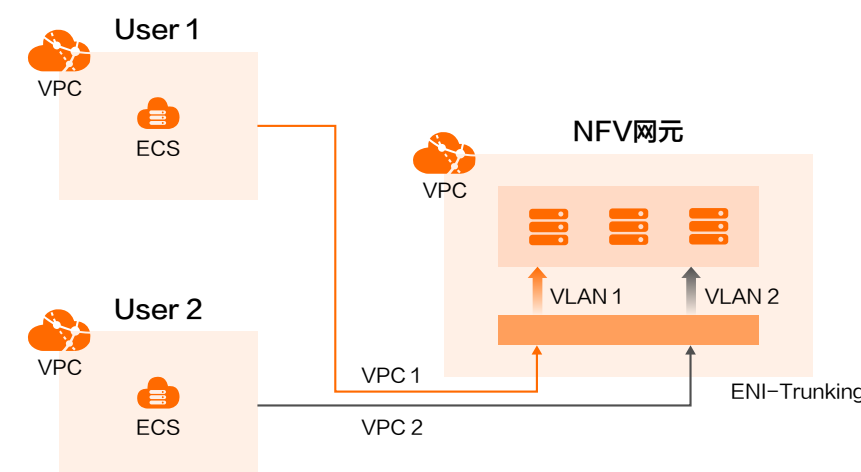 User 1
VPC
ECS
NFV网元
VPC
VLAN 1
VLAN 2
User 2
VPC
ECS
VPC 1
VPC 2
ENI-Trunking